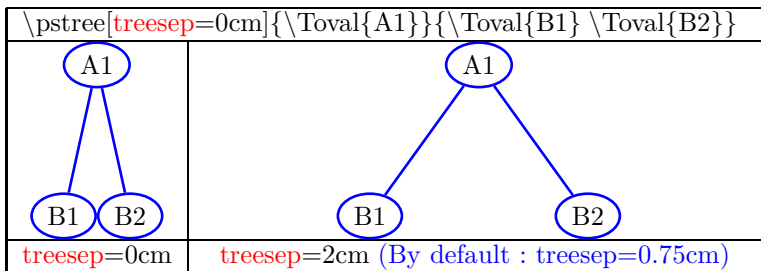 \pstree[treesep=0cm]{\Toval{A1}}{\Toval{B1} \Toval{B2}}
A1 A1
B1 B2 B1 B2
treesep=0cm treesep=2cm (By default : treesep=0.75cm)